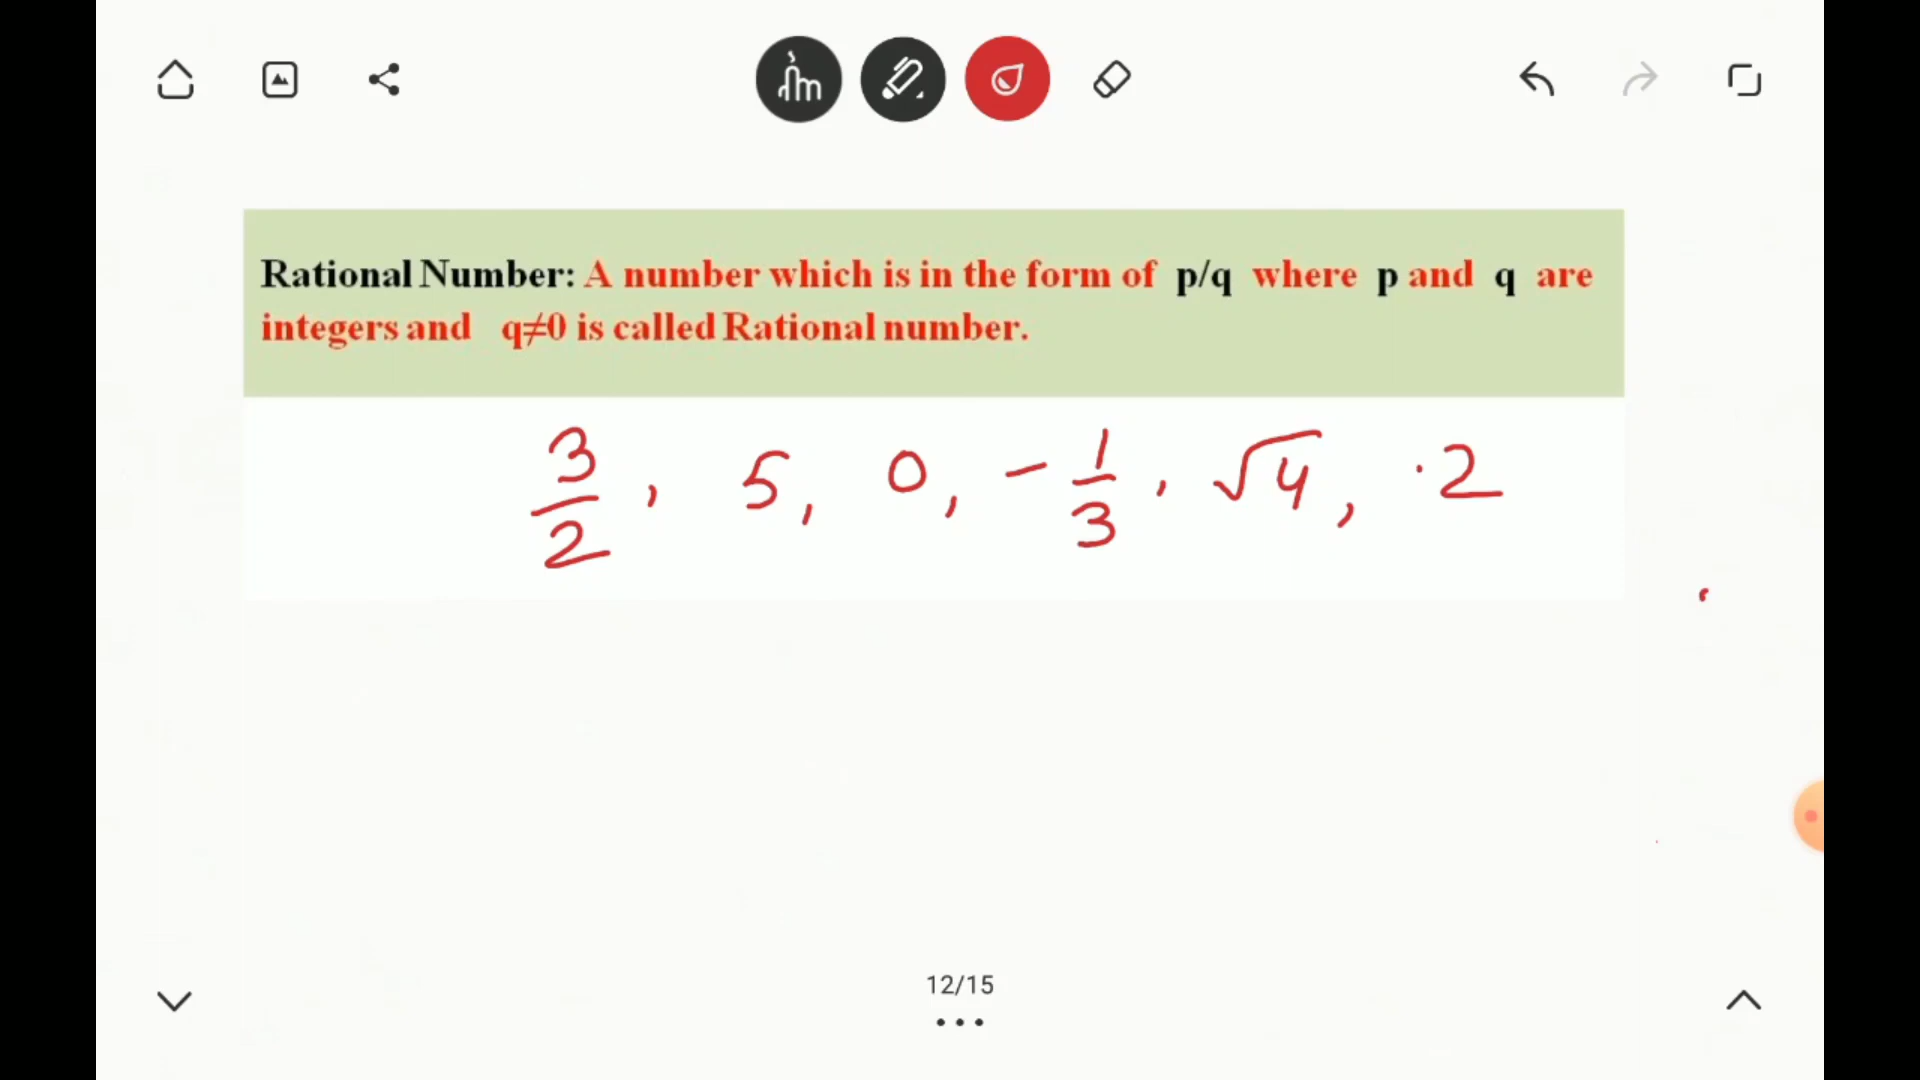 Rational Number: A number which is in the form of p/q where p and q are
integers and q≠0 is called Rational number.
3/2, 5, 0, -1/3, √4, .2
12/15